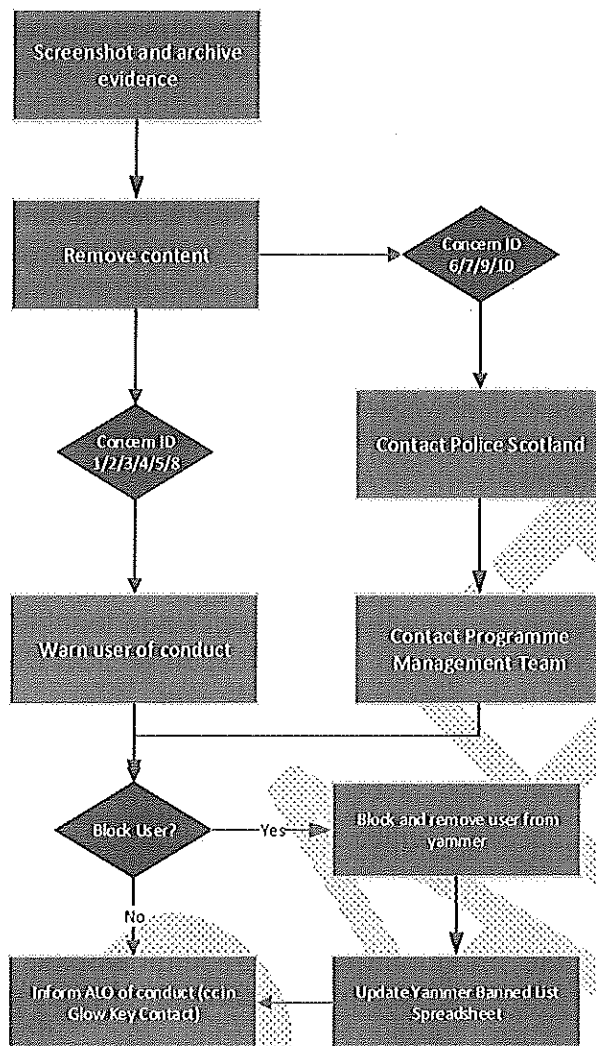 Screenshot and archive
evidence
Remove content
Concern ID
6/7/9/10
Concern ID
1/2/3/4/5/8
Contact Police Scotland
Warn user of conduct
Contact Programme
Management Team
Block User?
Yes
Block and remove user from
yammer
No
Inform ALO of conduct (cc in
Glow Key Contact)
Update Yammer Banned List
Spreadsheet